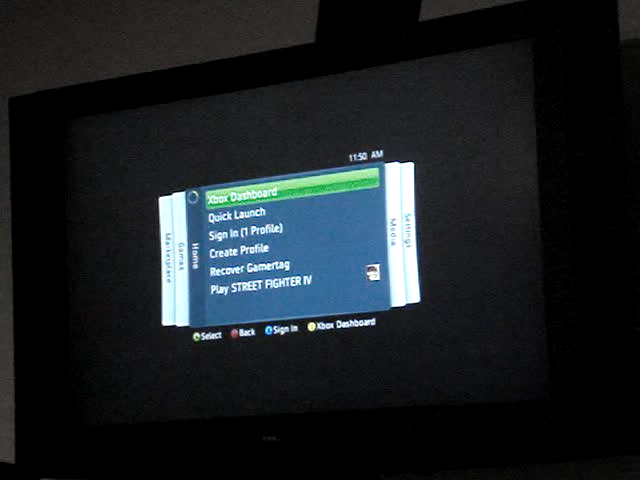 11:50 AM
Marketplace
Games
Home
Xbox Dashboard
Quick Launch
Sign In (1 Profile)
Create Profile
Recover Gamertag
Play STREET FIGHTER IV
Media
Settings
A Select B Back X Sign In Y Xbox Dashboard